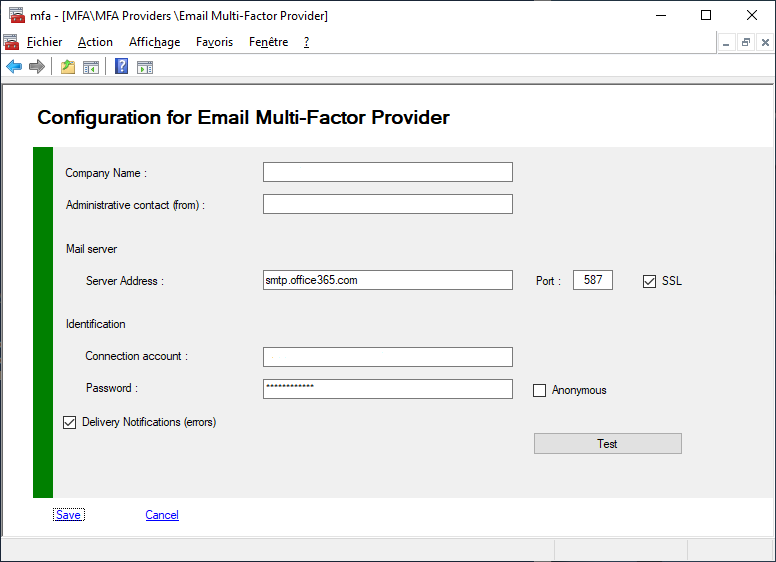 mfa - [MFA\MFA Providers \Email Multi-Factor Provider]
Fichier Action Affichage Favoris Fenêtre ?
Configuration for Email Multi-Factor Provider
Company Name :
Administrative contact (from) :
Mail server
Server Address : smtp.office365.com Port : 587 SSL
Identification
Connection account :
Password : ************
Anonymous
Delivery Notifications (errors)
Test
Save Cancel